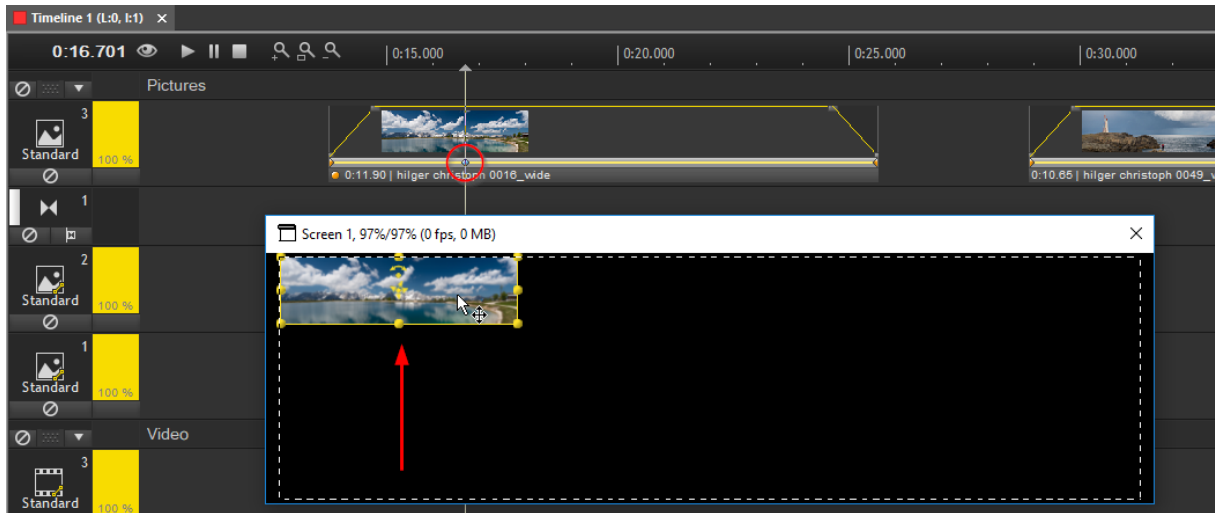 Timeline 1 (L:0, I:1) ×
0:16.701
0:15.000
0:20.000
0:25.000
0:30.000
Pictures
3
Standard
100 %
0:11.90 | hilger christoph 0016_wide
0:10.65 | hilger christoph 0049_
1
Screen 1, 97%/97% (0 fps, 0 MB)
2
Standard
100 %
1
Standard
100 %
Video
3
Standard
100 %